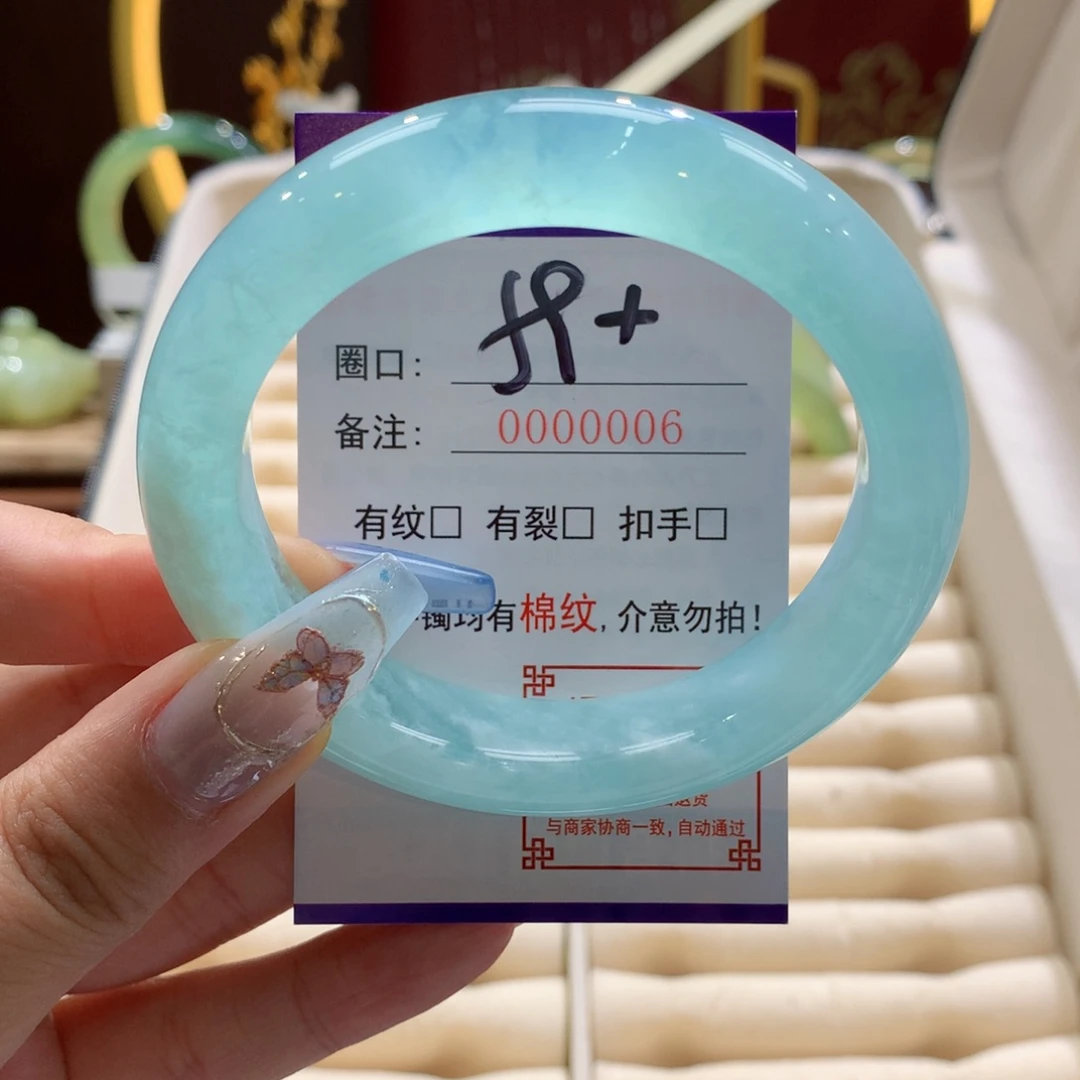 圈口: 59+
备注: 0000006
有纹□ 有裂□ 扣手□
镯均有棉纹, 介意勿拍!
与商家协商一致, 自动通过